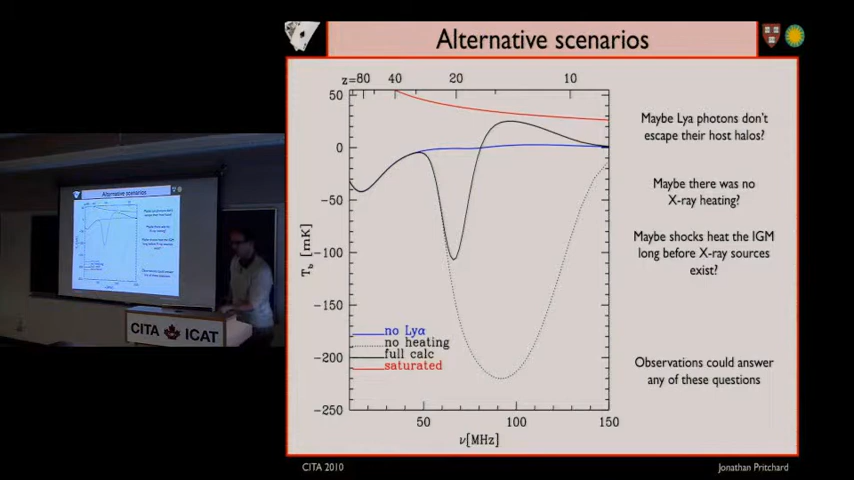 Alternative scenarios
z=80 40 20 10
50
0
−50
−100
−150
−200
−250
T_b [mK]
no Lyα
no heating
full calc
saturated
50 100 150
ν[MHz]
Maybe Lya photons don't
escape their host halos?
Maybe there was no
X-ray heating?
Maybe shocks heat the IGM
long before X-ray sources
exist?
Observations could answer
any of these questions
CITA 2010
Jonathan Pritchard
Alternative scenarios
CITA ICAT